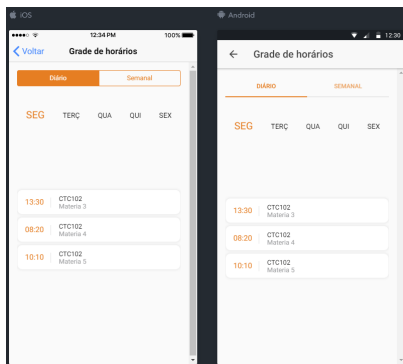 iOS
12:34 PM
100%
Voltar
Grade de horários
Diário
Semanal
SEG TERÇ QUA QUI SEX
13:30
CTC102
Materia 3
08:20
CTC102
Materia 4
10:10
CTC102
Materia 5
Android
12:30
Grade de horários
DIÁRIO
SEMANAL
SEG TERÇ QUA QUI SEX
13:30
CTC102
Materia 3
08:20
CTC102
Materia 4
10:10
CTC102
Materia 5